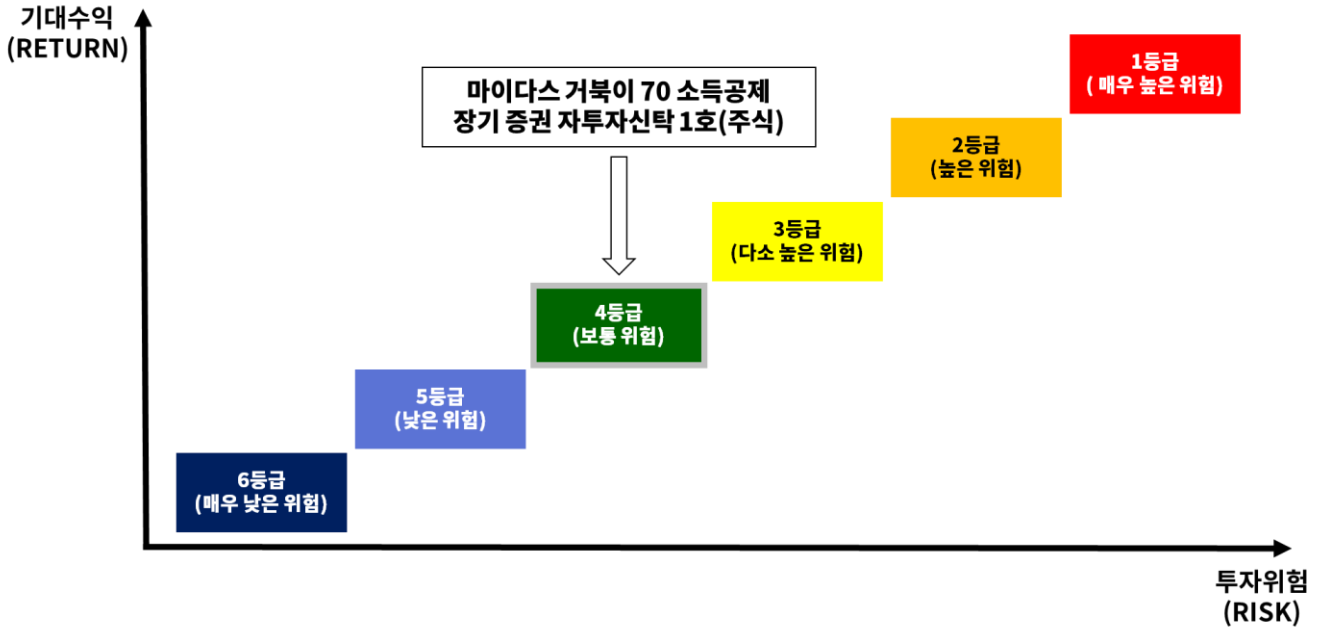 기대수익
(RETURN)
마이다스 거북이 70 소득공제
장기 증권 자투자신탁 1호(주식)
1등급
( 매우 높은 위험)
2등급
(높은 위험)
3등급
(다소 높은 위험)
4등급
(보통 위험)
5등급
(낮은 위험)
6등급
(매우 낮은 위험)
투자위험
(RISK)